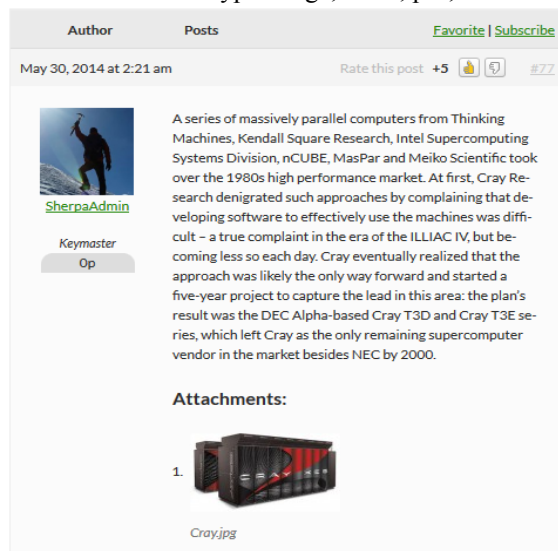 Author Posts Favorite | Subscribe
May 30, 2014 at 2:21 am Rate this post +5 #77
A series of massively parallel computers from Thinking
Machines, Kendall Square Research, Intel Supercomputing
Systems Division, nCUBE, MasPar and Meiko Scientific took
over the 1980s high performance market. At first, Cray Re-
search denigrated such approaches by complaining that de-
veloping software to effectively use the machines was diffi-
cult – a true complaint in the era of the ILLIAC IV, but be-
coming less so each day. Cray eventually realized that the
approach was likely the only way forward and started a
five-year project to capture the lead in this area: the plan's
result was the DEC Alpha-based Cray T3D and Cray T3E se-
ries, which left Cray as the only remaining supercomputer
vendor in the market besides NEC by 2000.
SherpaAdmin
Keymaster
0p
Attachments:
1.
CRAY
Cray.jpg